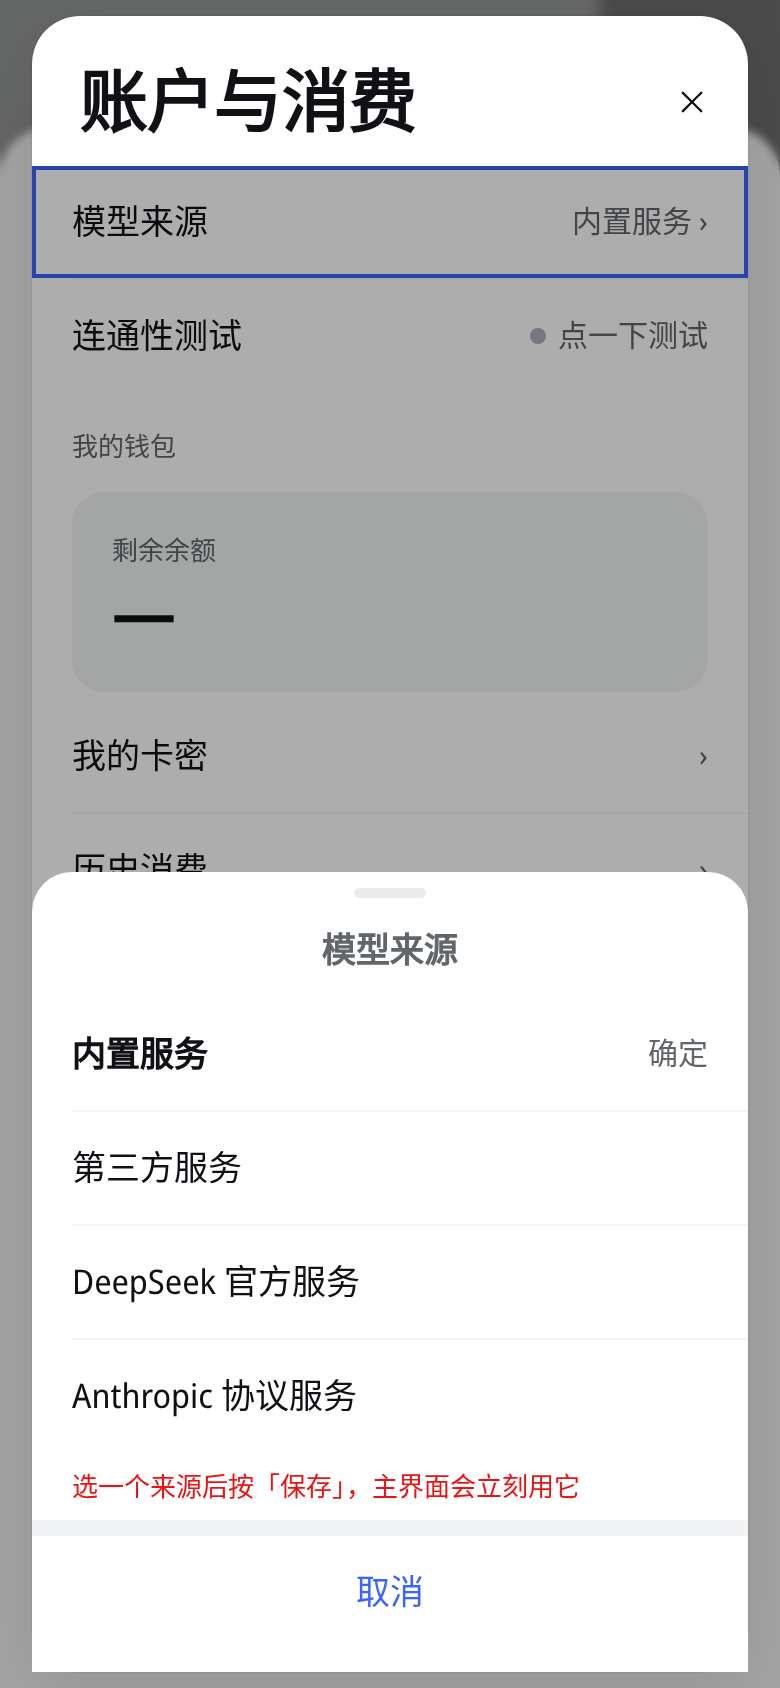 账户与消费
模型来源 内置服务 ›
连通性测试 点一下测试
我的钱包
剩余余额
—
我的卡密 ›
历史消费 ›
模型来源
内置服务 确定
第三方服务
DeepSeek 官方服务
Anthropic 协议服务
选一个来源后按「保存」，主界面会立刻用它
取消